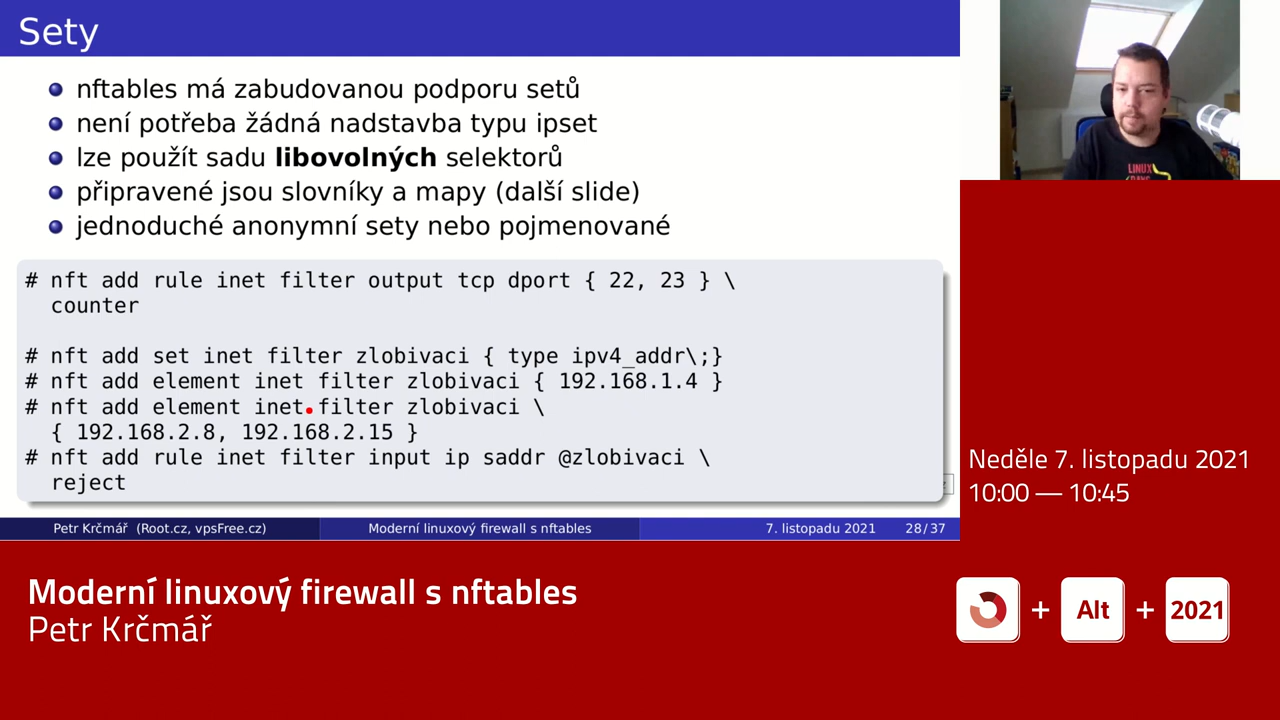 Sety
nftables má zabudovanou podporu setů
není potřeba žádná nadstavba typu ipset
lze použít sadu libovolných selektorů
připravené jsou slovníky a mapy (další slide)
jednoduché anonymní sety nebo pojmenované
# nft add rule inet filter output tcp dport { 22, 23 } \
counter
# nft add set inet filter zlobivaci { type ipv4_addr\;}
# nft add element inet filter zlobivaci { 192.168.1.4 }
# nft add element inet filter zlobivaci \
{ 192.168.2.8, 192.168.2.15 }
# nft add rule inet filter input ip saddr @zlobivaci \
reject
Petr Krčmář (Root.cz, vpsFree.cz) Moderní linuxový firewall s nftables 7. listopadu 2021 28/37
LINUX
Neděle 7. listopadu 2021
10:00 — 10:45
Moderní linuxový firewall s nftables
Petr Krčmář
+ Alt + 2021